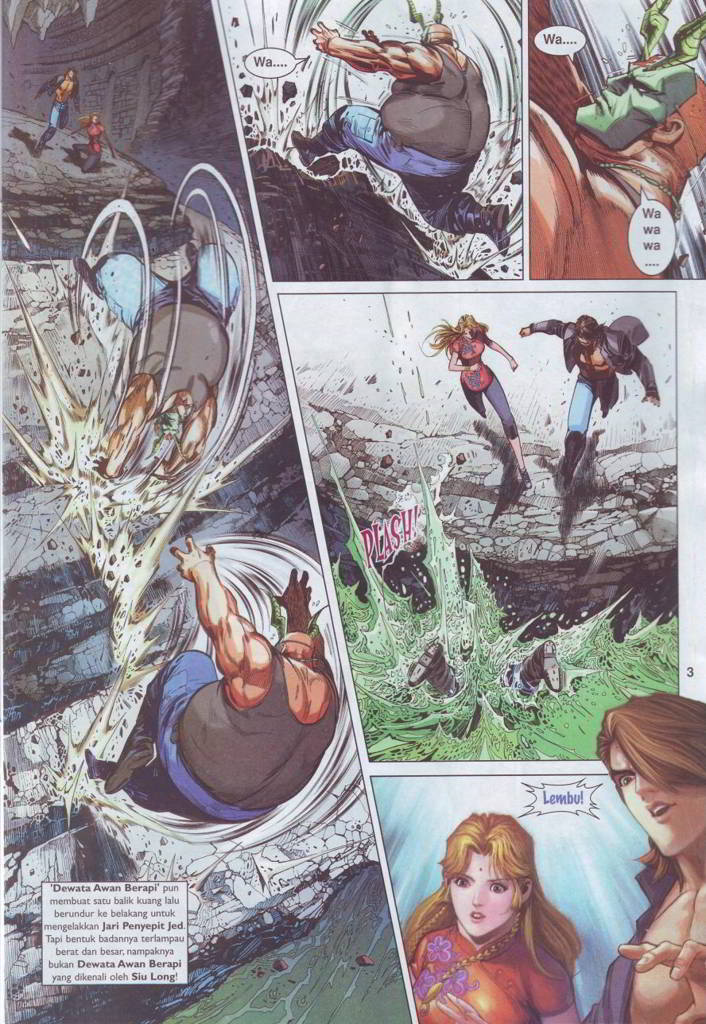 Wa....
Wa....
Wa
wa
wa
....
PLASH!
3
Lembu!
'Dewata Awan Berapi' pun
membuat satu balik kuang lalu
berundur ke belakang untuk
mengelakkan Jari Penyepit Jed.
Tapi bentuk badannya terlampau
berat dan besar, nampaknya
bukan Dewata Awan Berapi
yang dikenali oleh Siu Long!